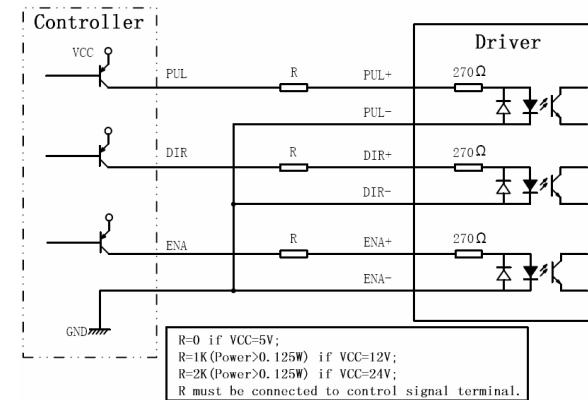 Controller
Driver
VCC
PUL
R
PUL+
270Ω
PUL-
DIR
R
DIR+
270Ω
DIR-
ENA
R
ENA+
270Ω
ENA-
GND
R=0 if VCC=5V;
R=1K(Power>0.125W) if VCC=12V;
R=2K(Power>0.125W) if VCC=24V;
R must be connected to control signal terminal.